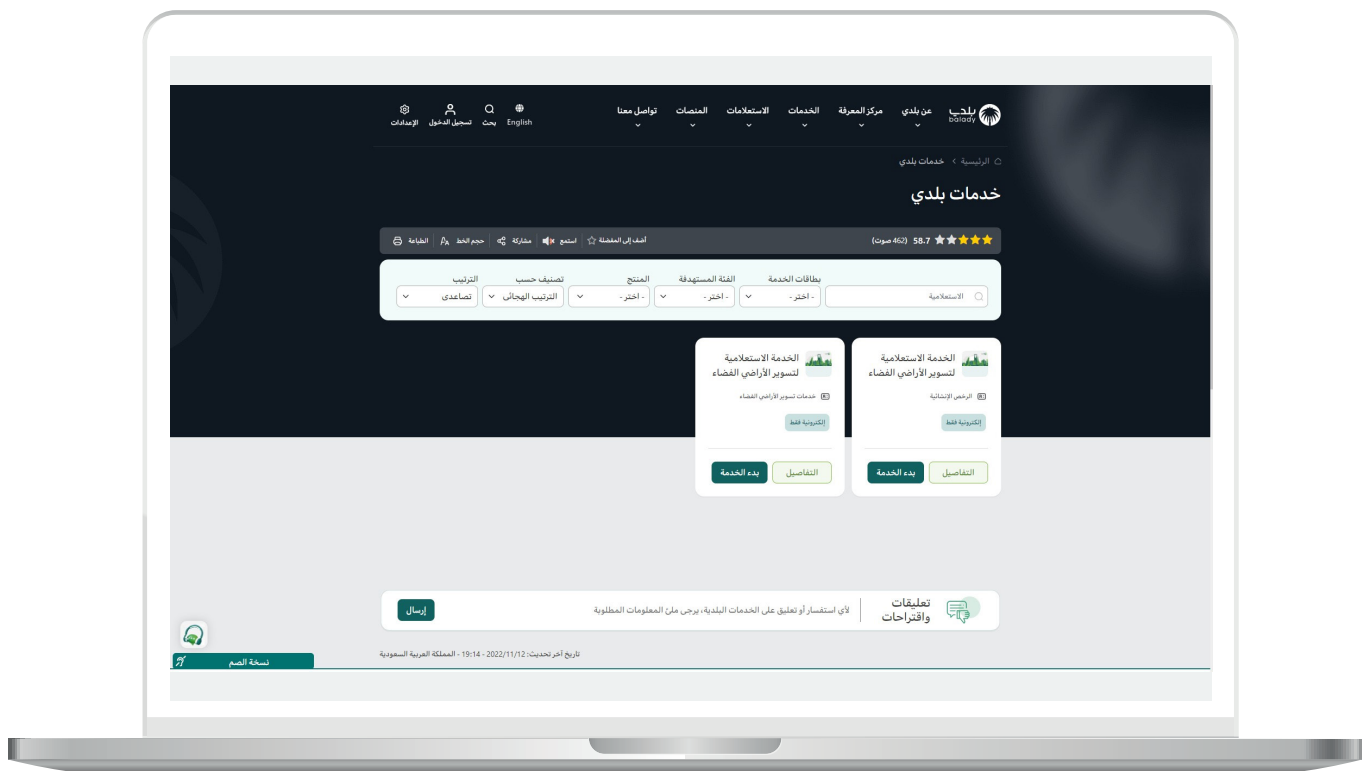 بلدي
balady
عن بلدي
مركز المعرفة
الخدمات
الاستعلامات
المنصات
تواصل معنا
English
بحث
تسجيل الدخول
الإعدادات
الرئيسية > خدمات بلدي
خدمات بلدي
58.7 (462 صوت)
أضف إلى المفضلة
استمع
مشاركة
حجم الخط
الطباعة
بطاقات الخدمة
الفئة المستهدفة
المنتج
تصنيف حسب
الترتيب
الاستعلامية
- اختر -
- اختر -
- اختر -
الترتيب الهجائي
تصاعدي
الخدمة الاستعلامية
لتسوير الأراضي الفضاء
الرخص الإنشائية
إلكترونية فقط
التفاصيل
بدء الخدمة
الخدمة الاستعلامية
لتسوير الأراضي الفضاء
خدمات تسوير الأراضي الفضاء
إلكترونية فقط
التفاصيل
بدء الخدمة
تعليقات
واقتراحات
لأي استفسار أو تعليق على الخدمات البلدية، يرجى ملئ المعلومات المطلوبة
إرسال
تاريخ آخر تحديث: 2022/11/12 - 19:14 - المملكة العربية السعودية
نسخة الصم